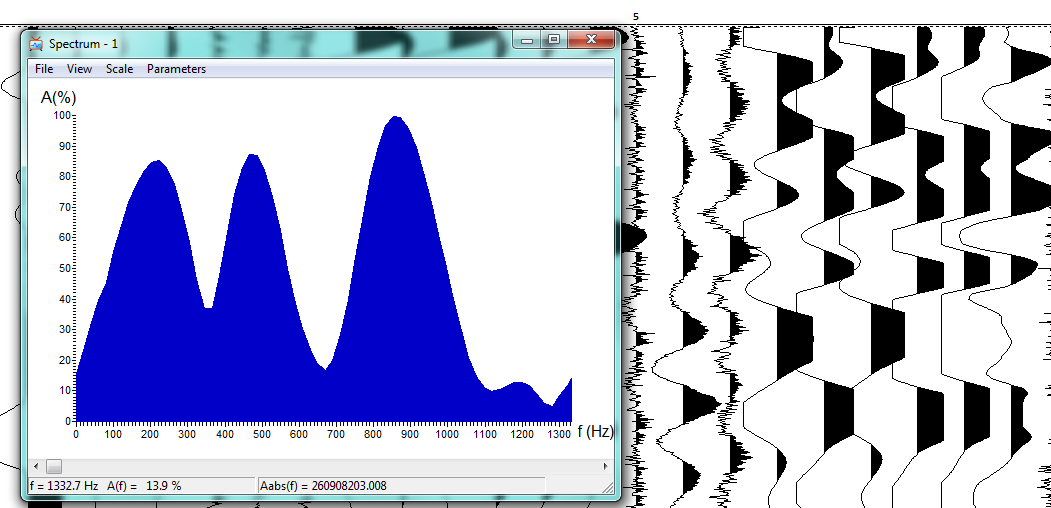 5
Spectrum - 1
File View Scale Parameters
A(%)
100
90
80
70
60
50
40
30
20
10
0
0 100 200 300 400 500 600 700 800 900 1000 1100 1200 1300 f (Hz)
f = 1332.7 Hz A(f) = 13.9 % Aabs(f) = 260908203.008